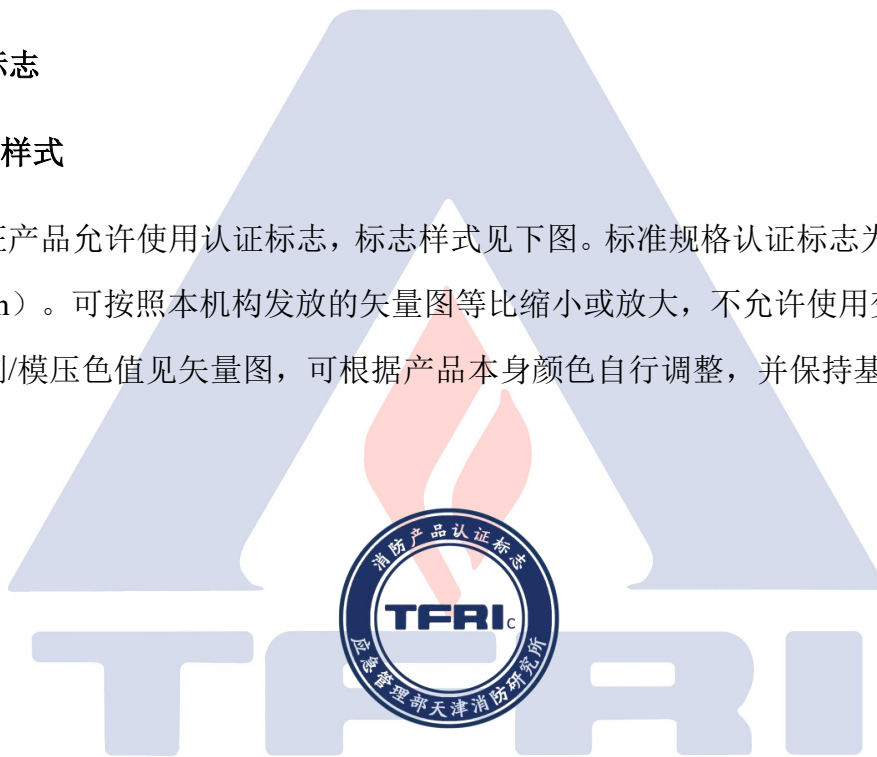 志
样式
产品允许使用认证标志，标志样式见下图。标准规格认证标志
）。可按照本机构发放的矢量图等比缩小或放大，不允许使用
/模压色值见矢量图，可根据产品本身颜色自行调整，并保持基
消防产品认证标志
TFRI c
应急管理部天津消防研究所
TFRI